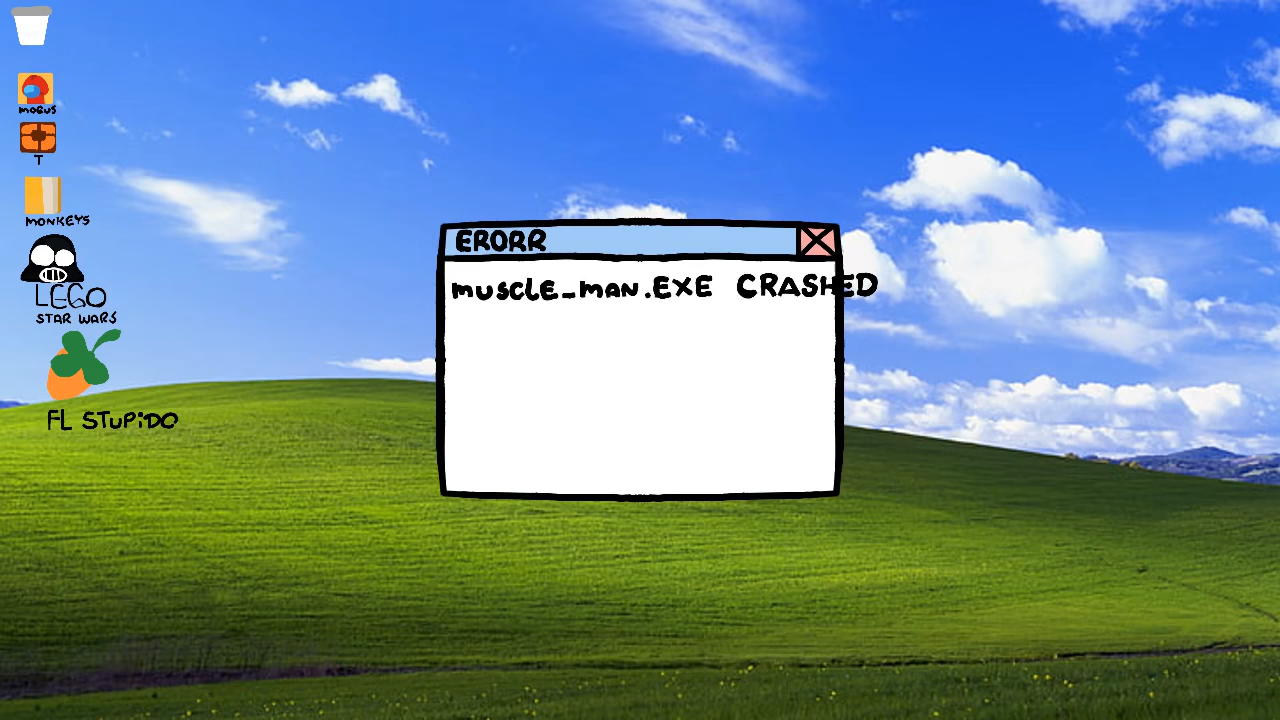 MOGUS
T
MONKEYS
LEGO
STAR WARS
FL STUPiDO
ERORR
muscle_man.EXE CRASHED